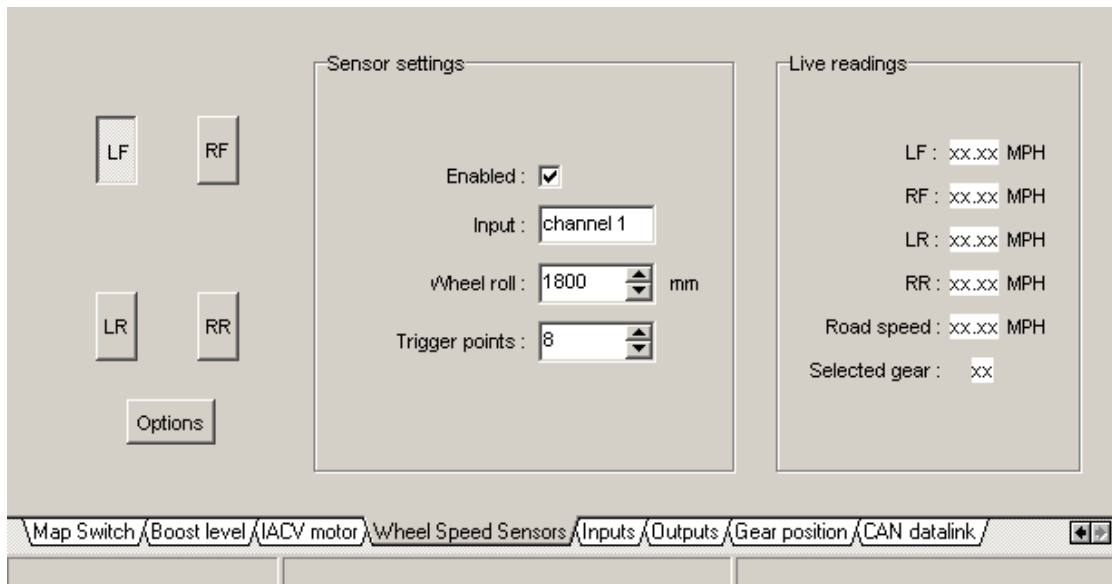 Sensor settings
Live readings
LF
RF
LR
RR
Options
Enabled :
Input : channel 1
Wheel roll : 1800 mm
Trigger points : 8
LF : xx.xx MPH
RF : xx.xx MPH
LR : xx.xx MPH
RR : xx.xx MPH
Road speed : xx.xx MPH
Selected gear : xx
Map Switch Boost level IACV motor Wheel Speed Sensors Inputs Outputs Gear position CAN datalink